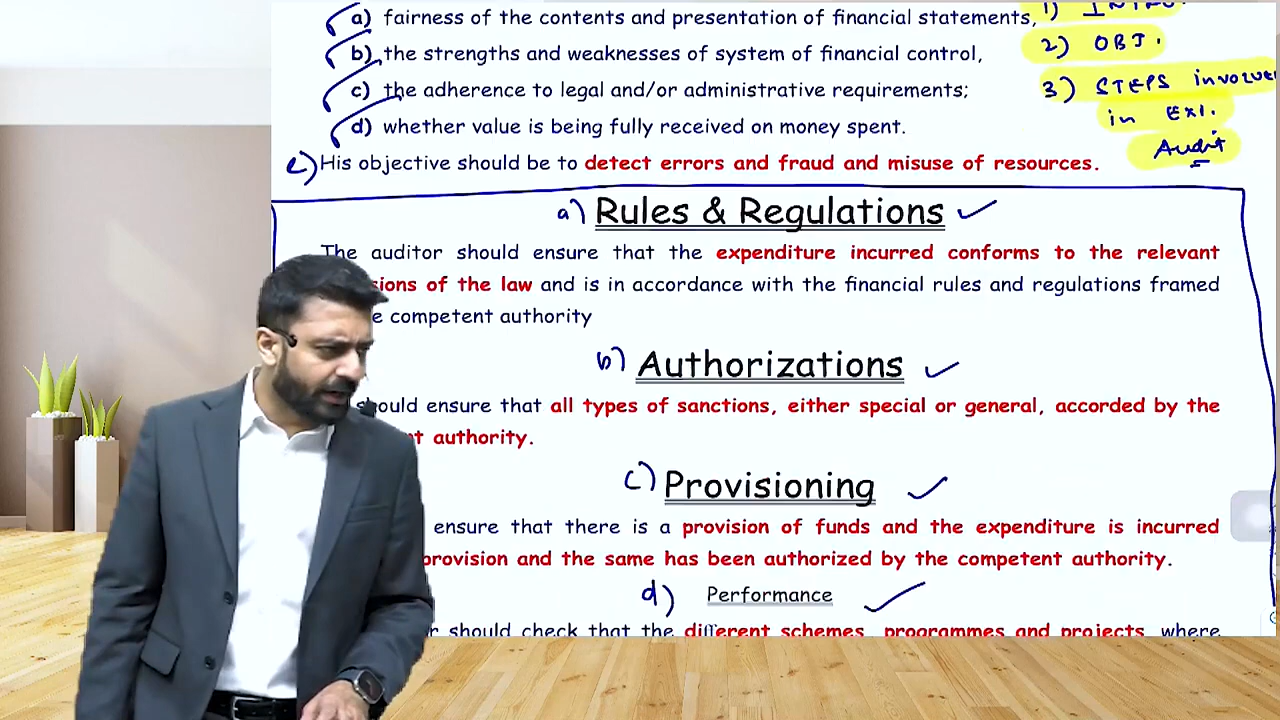 a) fairness of the contents and presentation of financial statements,
1) INTRO.
b) the strengths and weaknesses of system of financial control,
2) OBJ.
c) the adherence to legal and/or administrative requirements;
3) STEPS involve
in Ex1.
d) whether value is being fully received on money spent.
Audit
e) His objective should be to detect errors and fraud and misuse of resources.
a) Rules & Regulations
The auditor should ensure that the expenditure incurred conforms to the relevant
sions of the law and is in accordance with the financial rules and regulations framed
e competent authority
b) Authorizations
hould ensure that all types of sanctions, either special or general, accorded by the
nt authority.
c) Provisioning
ensure that there is a provision of funds and the expenditure is incurred
provision and the same has been authorized by the competent authority.
d) Performance
r should check that the different schemes, programmes and projects, where